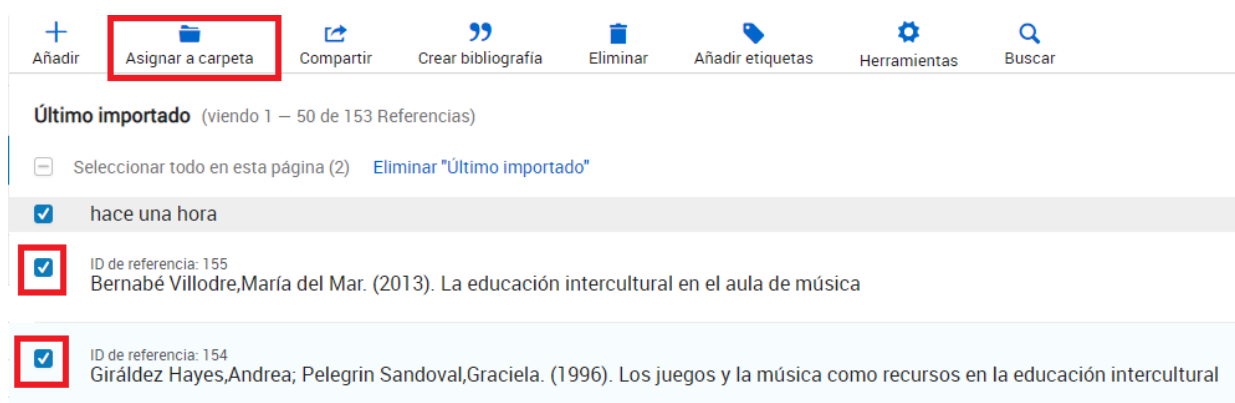 Añadir Asignar a carpeta Compartir Crear bibliografía Eliminar Añadir etiquetas Herramientas Buscar
Último importado (viendo 1 – 50 de 153 Referencias)
Seleccionar todo en esta página (2) Eliminar "Último importado"
hace una hora
ID de referencia: 155
Bernabé Villodre,María del Mar. (2013). La educación intercultural en el aula de música
ID de referencia: 154
Giráldez Hayes,Andrea; Pelegrin Sandoval,Graciela. (1996). Los juegos y la música como recursos en la educación intercultural